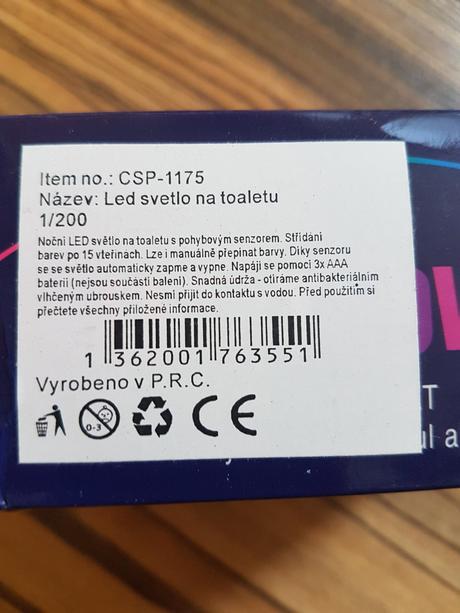 Item no.: CSP-1175
Název: Led svetlo na toaletu
1/200
Noční LED světlo na toaletu s pohybovým senzorem. Střídání
barev po 15 vteřinách. Lze i manuálně přepínat barvy. Díky senzoru
se se světlo automaticky zapme a vypne. Napájí se pomocí 3x AAA
baterií (nejsou součástí balení). Snadná údrža - otíráme antibakteriálním
vlhčeným ubrouskem. Nesmí přijít do kontaktu s vodou. Před použitím si
přečtete všechny přiložené informace.
1 362001 763551
Vyrobeno v P.R.C.
0-3
CE
T
ul a